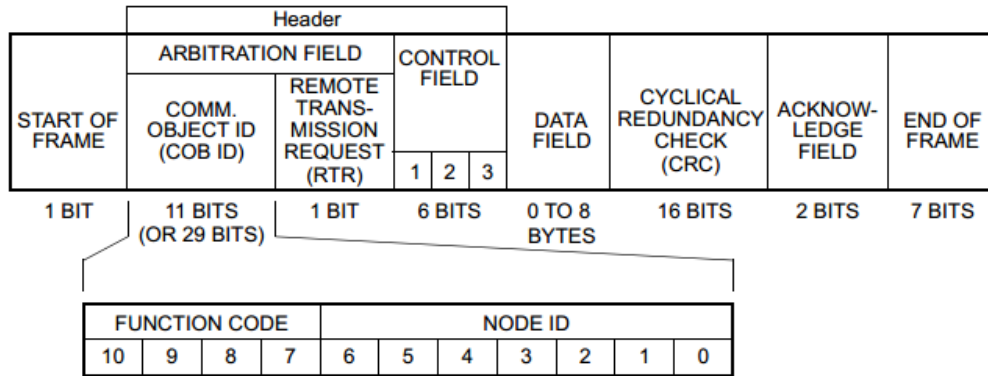 Header
ARBITRATION FIELD
CONTROL
FIELD
START OF
FRAME
COMM.
OBJECT ID
(COB ID)
REMOTE
TRANS-
MISSION
REQUEST
(RTR)
1 2 3
DATA
FIELD
CYCLICAL
REDUNDANCY
CHECK
(CRC)
ACKNOW-
LEDGE
FIELD
END OF
FRAME
1 BIT
11 BITS
(OR 29 BITS)
1 BIT
6 BITS
0 TO 8
BYTES
16 BITS
2 BITS
7 BITS
FUNCTION CODE NODE ID
10 9 8 7 6 5 4 3 2 1 0